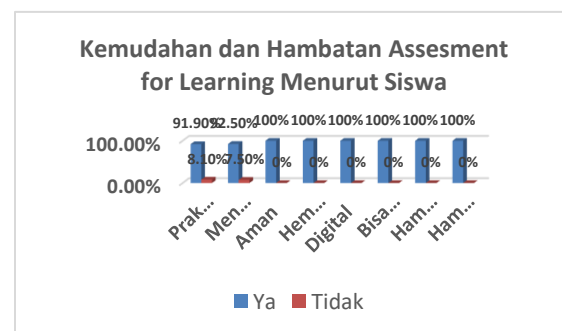 Kemudahan dan Hambatan Assesment
for Learning Menurut Siswa
91.90% 92.50% 100% 100% 100% 100% 100% 100%
100.00%
8.10% 7.50% 0% 0% 0% 0% 0% 0%
0.00%
Prak...
Men...
Aman
Hem...
Digital
Bisa...
Ham...
Ham...
Ya Tidak